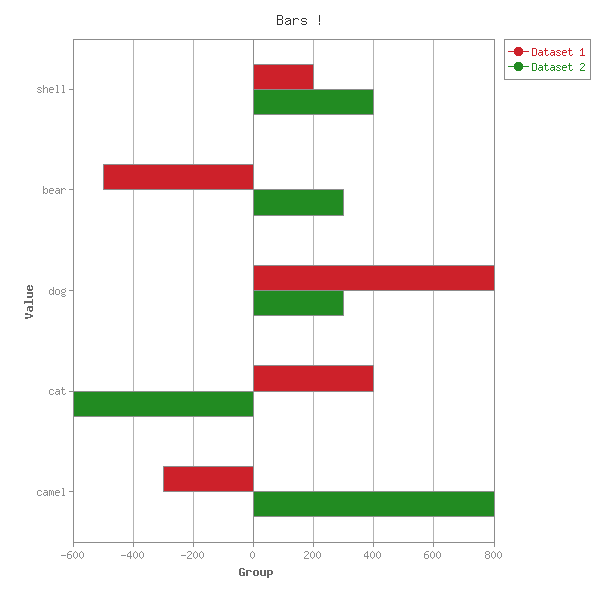 Bars !
Dataset 1
Dataset 2
shell
bear
dog
cat
camel
Value
-600 -400 -200 0 200 400 600 800
Group